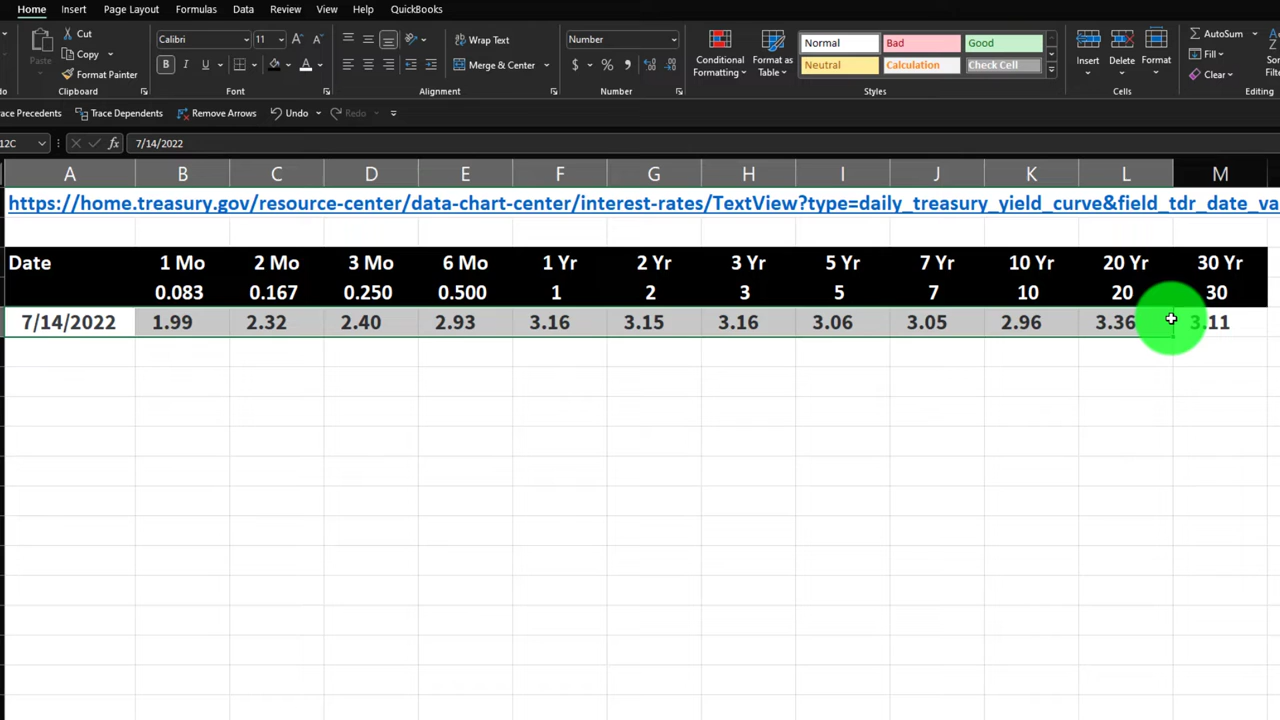 Home Insert Page Layout Formulas Data Review View Help QuickBooks
Paste Cut Copy Format Painter Clipboard
Calibri 11 A A B I U A Font
Wrap Text Merge & Center Alignment
Number $ % , Number
Conditional Formatting Format as Table Normal Bad Good Neutral Calculation Check Cell Styles
Insert Delete Format Cells
AutoSum Fill Clear Editing
race Precedents Trace Dependents Remove Arrows Undo Redo
12C fx 7/14/2022
A B C D E F G H I J K L M
https://home.treasury.gov/resource-center/data-chart-center/interest-rates/TextView?type=daily_treasury_yield_curve&field_tdr_date_va
Date 1 Mo 2 Mo 3 Mo 6 Mo 1 Yr 2 Yr 3 Yr 5 Yr 7 Yr 10 Yr 20 Yr 30 Yr
0.083 0.167 0.250 0.500 1 2 3 5 7 10 20 30
7/14/2022 1.99 2.32 2.40 2.93 3.16 3.15 3.16 3.06 3.05 2.96 3.36 3.11